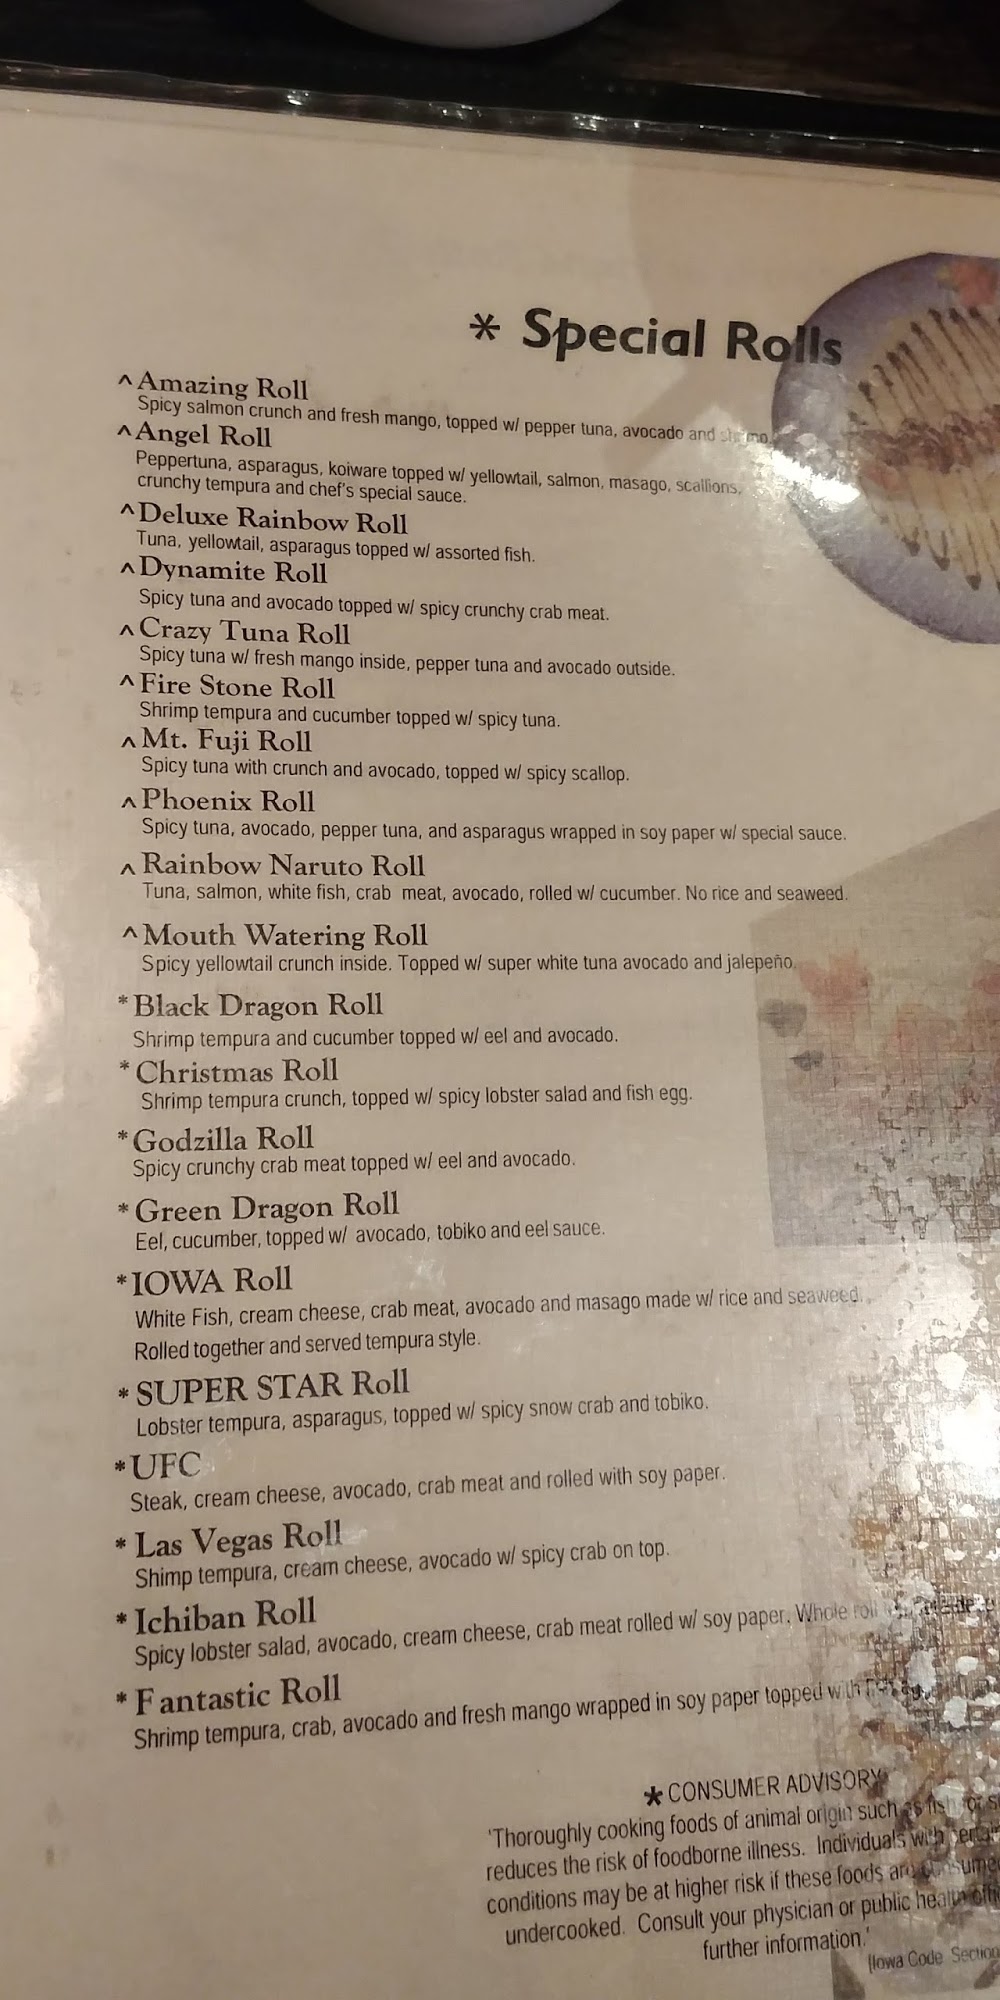 * Special Rolls
^ Amazing Roll
Spicy salmon crunch and fresh mango, topped w/ pepper tuna, avocado and shrimp.
^ Angel Roll
Peppertuna, asparagus, koiware topped w/ yellowtail, salmon, masago, scallions,
crunchy tempura and chef's special sauce.
^ Deluxe Rainbow Roll
Tuna, yellowtail, asparagus topped w/ assorted fish.
^ Dynamite Roll
Spicy tuna and avocado topped w/ spicy crunchy crab meat.
^ Crazy Tuna Roll
Spicy tuna w/ fresh mango inside, pepper tuna and avocado outside.
^ Fire Stone Roll
Shrimp tempura and cucumber topped w/ spicy tuna.
^ Mt. Fuji Roll
Spicy tuna with crunch and avocado, topped w/ spicy scallop.
^ Phoenix Roll
Spicy tuna, avocado, pepper tuna, and asparagus wrapped in soy paper w/ special sauce.
^ Rainbow Naruto Roll
Tuna, salmon, white fish, crab meat, avocado, rolled w/ cucumber. No rice and seaweed.
^ Mouth Watering Roll
Spicy yellowtail crunch inside. Topped w/ super white tuna avocado and jalepeño.
* Black Dragon Roll
Shrimp tempura and cucumber topped w/ eel and avocado.
* Christmas Roll
Shrimp tempura crunch, topped w/ spicy lobster salad and fish egg.
* Godzilla Roll
Spicy crunchy crab meat topped w/ eel and avocado.
* Green Dragon Roll
Eel, cucumber, topped w/ avocado, tobiko and eel sauce.
* IOWA Roll
White Fish, cream cheese, crab meat, avocado and masago made w/ rice and seaweed.
Rolled together and served tempura style.
* SUPER STAR Roll
Lobster tempura, asparagus, topped w/ spicy snow crab and tobiko.
* UFC
Steak, cream cheese, avocado, crab meat and rolled with soy paper.
* Las Vegas Roll
Shimp tempura, cream cheese, avocado w/ spicy crab on top.
* Ichiban Roll
Spicy lobster salad, avocado, cream cheese, crab meat rolled w/ soy paper. Whole roll
* Fantastic Roll
Shrimp tempura, crab, avocado and fresh mango wrapped in soy paper topped with
* CONSUMER ADVISORY
'Thoroughly cooking foods of animal origin such as fish or
reduces the risk of foodborne illness. Individuals with
conditions may be at higher risk if these foods are
undercooked. Consult your physician or public health
further information.'
[Iowa Code Section